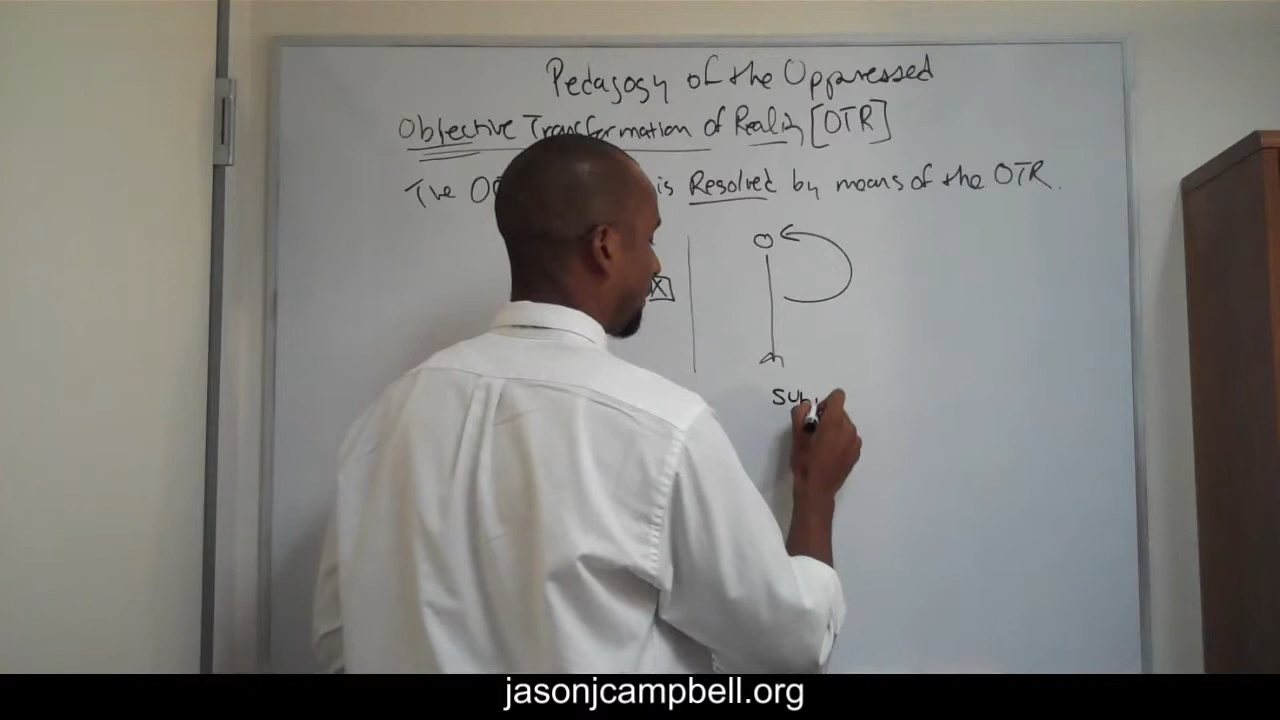 Pedagogy of the Oppressed
Objective Transformation of Reality [OTR]
The is Resolved by means of the OTR.
X
Sub
jasonjcampbell.org